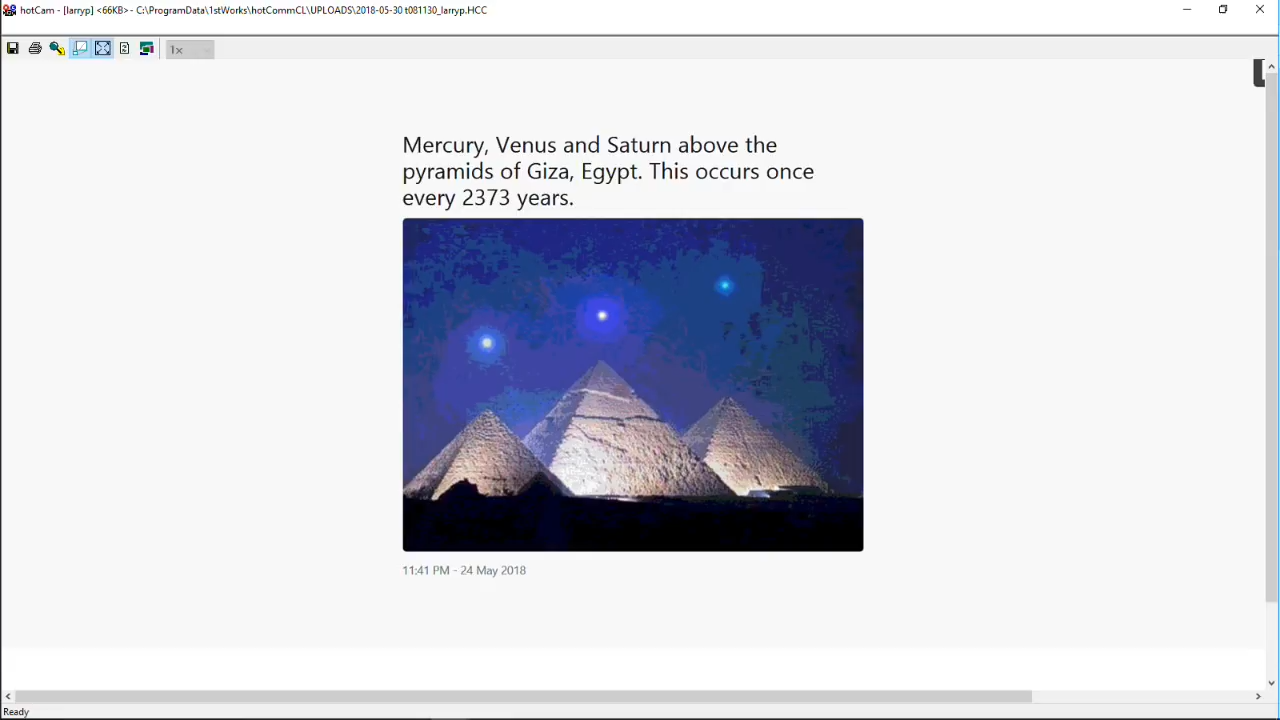 hotCam - [larryp] <66KB> - C:\ProgramData\1stWorks\hotCommCL\UPLOADS\2018-05-30 t081130_larryp.HCC
1x
Mercury, Venus and Saturn above the
pyramids of Giza, Egypt. This occurs once
every 2373 years.
11:41 PM - 24 May 2018
Ready